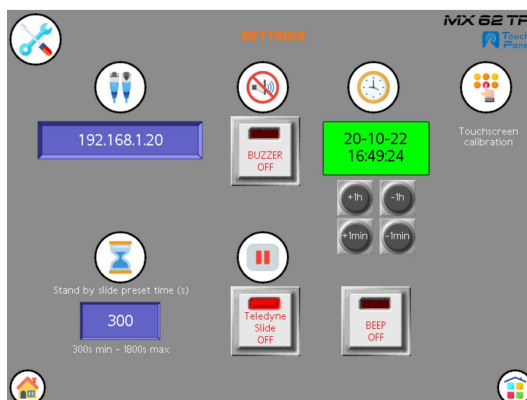 MX 62 TP
Touch
Pane
SETTINGS
192.168.1.20
BUZZER
OFF
20-10-22
16:49:24
Touchscreen
calibration
+1h
-1h
+1min
-1min
Stand by slide preset time (s)
300
300s min - 1800s max
Teledyne
Slide
OFF
BEEP
OFF